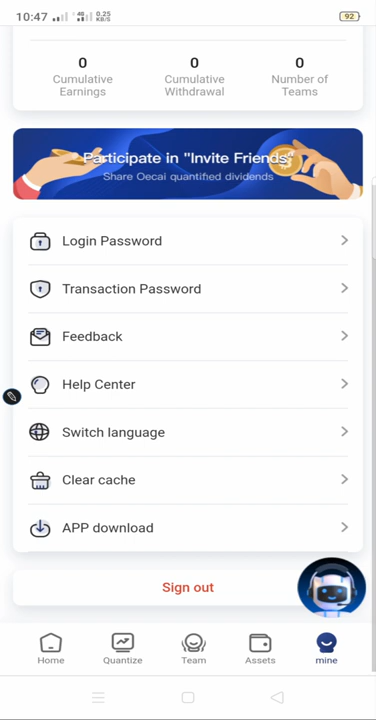 10:47
4G
0.25
KB/S
92
0
0
0
Cumulative
Earnings
Cumulative
Withdrawal
Number of
Teams
Participate in "Invite Friends"
Share Oecai quantified dividends
Login Password
Transaction Password
Feedback
Help Center
Switch language
Clear cache
APP download
Sign out
Home
Quantize
Team
Assets
mine